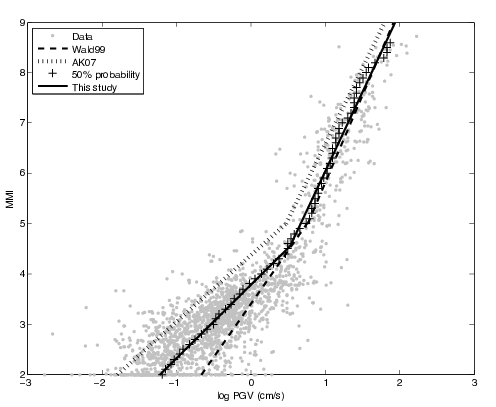 9
8
7
6
5
4
3
2
MMI
Data
Wald99
AK07
50% probability
This study
−3 −2 −1 0 1 2 3
log PGV (cm/s)